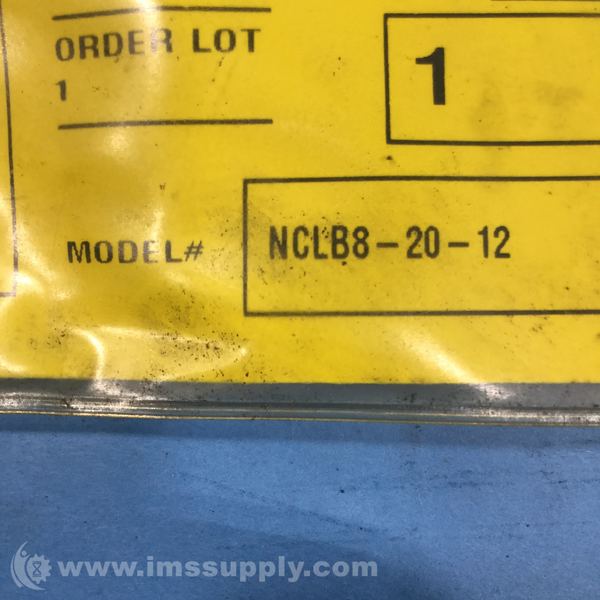 ORDER LOT
1
1
MODEL# NCLB8-20-12
www.imssupply.com